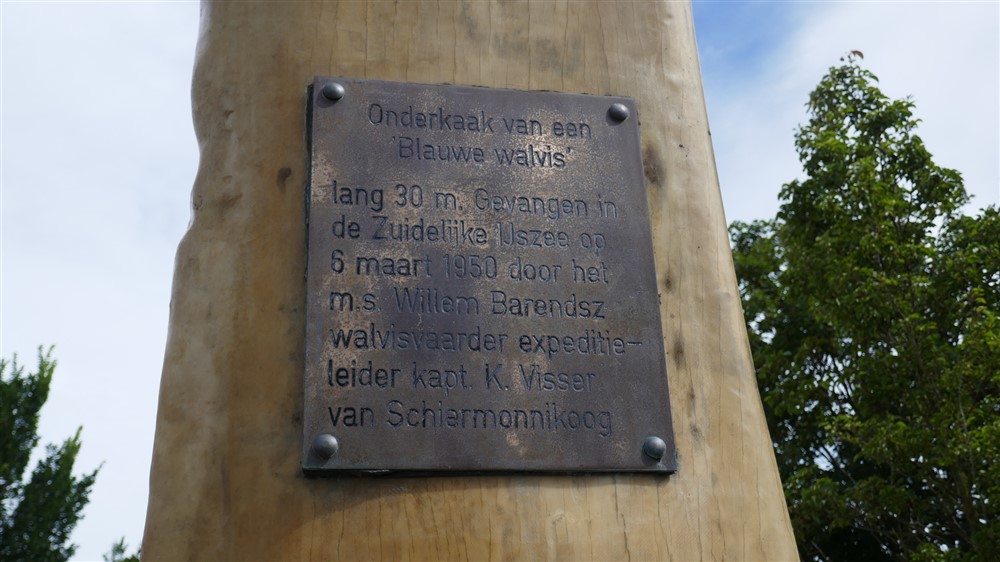 Onderkaak van een
'Blauwe walvis'
lang 30 m. Gevangen in
de Zuidelijke IJszee op
6 maart 1950 door het
m.s. Willem Barendsz
walvisvaarder expeditie-
leider kapt. K. Visser
van Schiermonnikoog